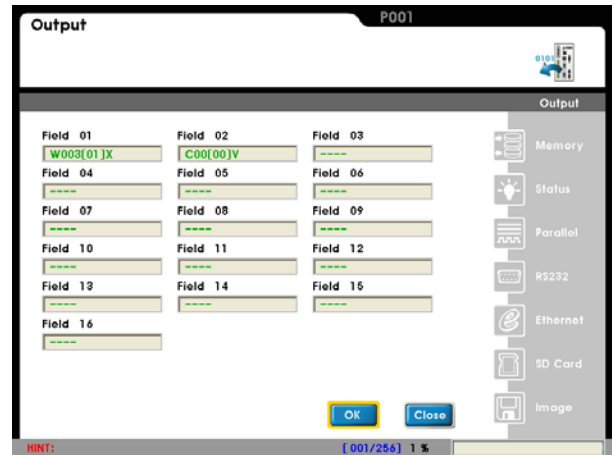 Output P001
0101
Output
Field 01 Field 02 Field 03
W003[01]X C00[00]V ----
Field 04 Field 05 Field 06
---- ---- ----
Field 07 Field 08 Field 09
---- ---- ----
Field 10 Field 11 Field 12
---- ---- ----
Field 13 Field 14 Field 15
---- ---- ----
Field 16
----
Memory
Status
Parallel
RS232
Ethernet
SD Card
Image
OK Close
HINT: [001/256] 1 %